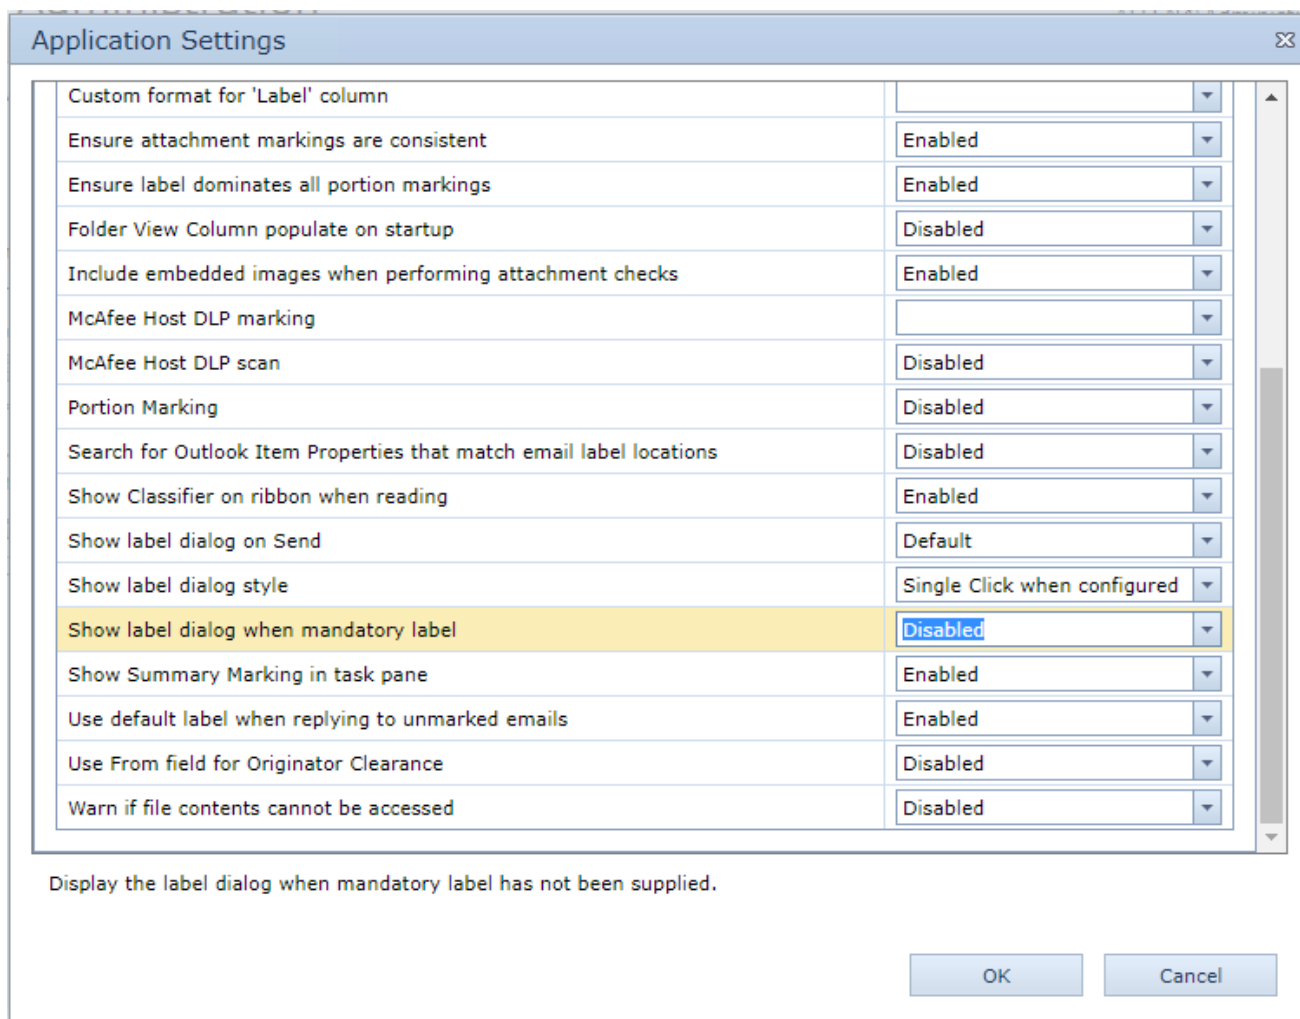 Application Settings
Custom format for 'Label' column
Ensure attachment markings are consistent Enabled
Ensure label dominates all portion markings Enabled
Folder View Column populate on startup Disabled
Include embedded images when performing attachment checks Enabled
McAfee Host DLP marking
McAfee Host DLP scan Disabled
Portion Marking Disabled
Search for Outlook Item Properties that match email label locations Disabled
Show Classifier on ribbon when reading Enabled
Show label dialog on Send Default
Show label dialog style Single Click when configured
Show label dialog when mandatory label Disabled
Show Summary Marking in task pane Enabled
Use default label when replying to unmarked emails Enabled
Use From field for Originator Clearance Disabled
Warn if file contents cannot be accessed Disabled
Display the label dialog when mandatory label has not been supplied.
OK Cancel